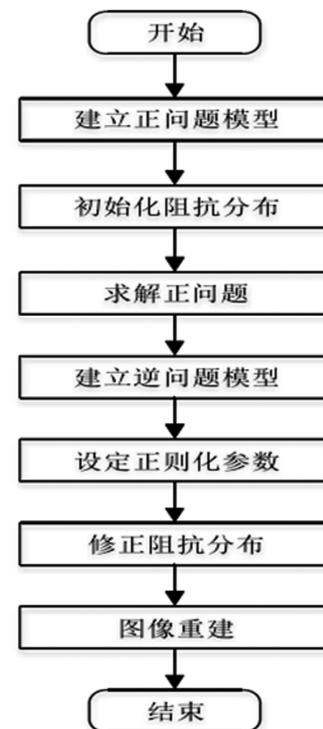 开始
建立正问题模型
初始化阻抗分布
求解正问题
建立逆问题模型
设定正则化参数
修正阻抗分布
图像重建
结束